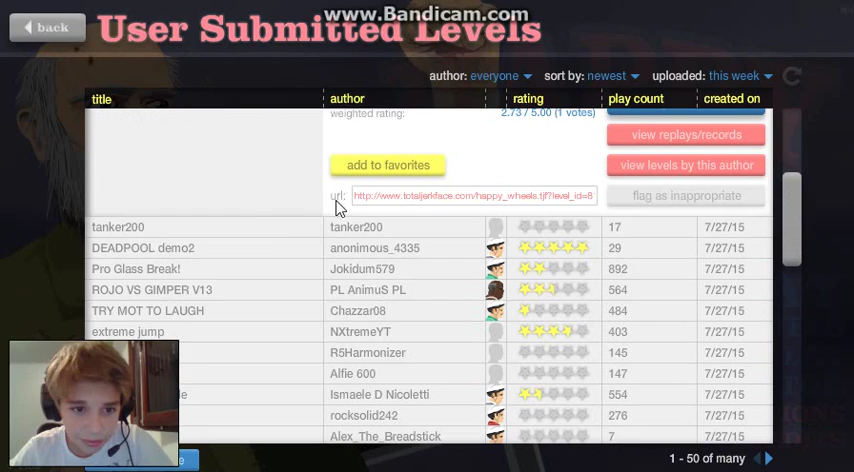 www.Bandicam.com
back
User Submitted Levels
author: everyone sort by: newest uploaded: this week
title author rating play count created on
weighted rating: 2.73 / 5.00 (1 votes)
view replays/records
add to favorites view levels by this author
url: http://www.totaljerkface.com/happy_wheels.tjf?level_id=8 flag as inappropriate
tanker200 tanker200 17 7/27/15
DEADPOOL demo2 anonimous_4335 29 7/27/15
Pro Glass Break! Jokidum579 892 7/27/15
ROJO VS GIMPER V13 PL AnimuS PL 564 7/27/15
TRY MOT TO LAUGH Chazzar08 484 7/27/15
extreme jump NXtremeYT 403 7/27/15
R5Harmonizer 145 7/27/15
Alfie 600 147 7/27/15
Ismaele D Nicoletti 554 7/27/15
rocksolid242 276 7/27/15
Alex_The_Breadstick 7 7/27/15
1 - 50 of many